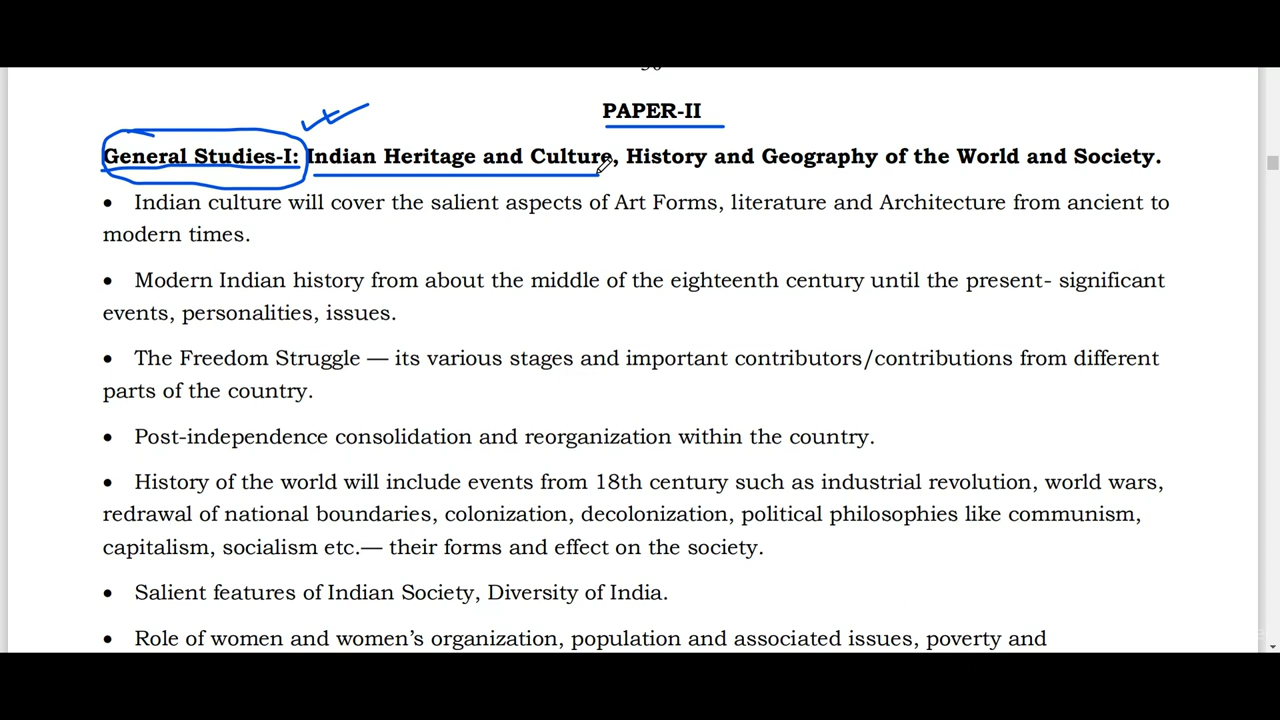 PAPER-II
General Studies-I: Indian Heritage and Culture, History and Geography of the World and Society.
• Indian culture will cover the salient aspects of Art Forms, literature and Architecture from ancient to
modern times.
• Modern Indian history from about the middle of the eighteenth century until the present- significant
events, personalities, issues.
• The Freedom Struggle — its various stages and important contributors/contributions from different
parts of the country.
• Post-independence consolidation and reorganization within the country.
• History of the world will include events from 18th century such as industrial revolution, world wars,
redrawal of national boundaries, colonization, decolonization, political philosophies like communism,
capitalism, socialism etc.— their forms and effect on the society.
• Salient features of Indian Society, Diversity of India.
• Role of women and women’s organization, population and associated issues, poverty and